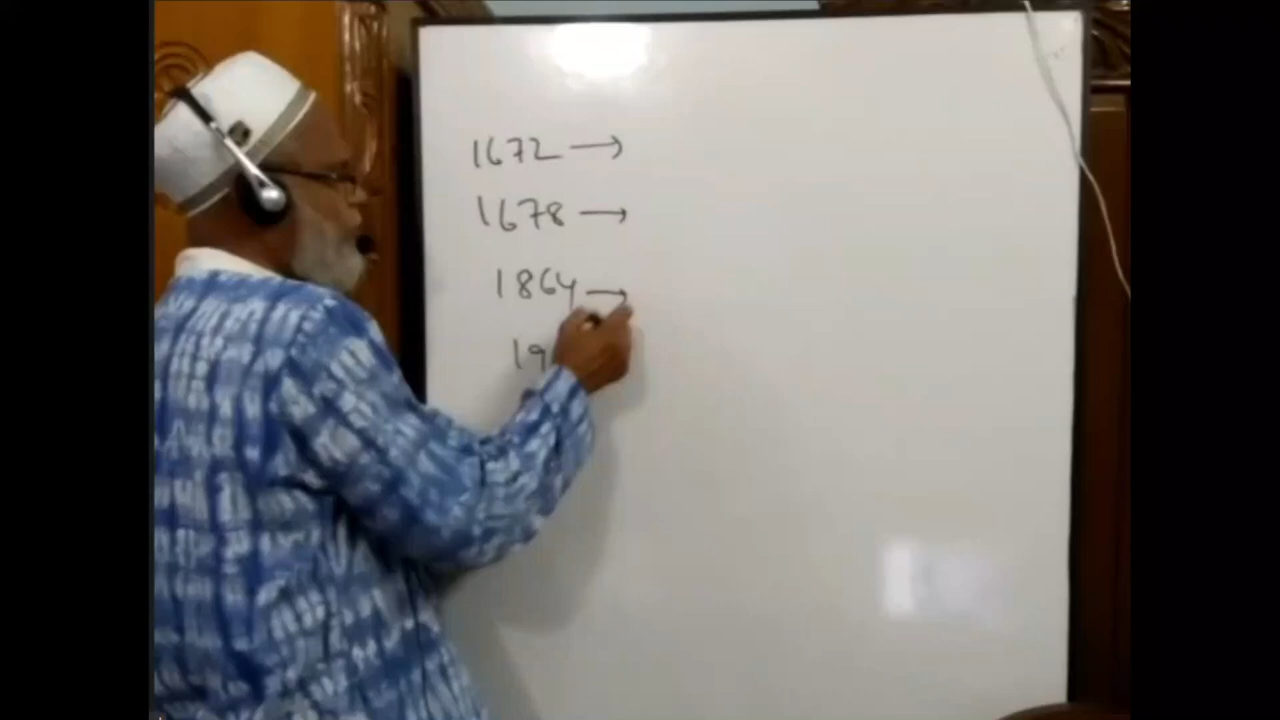 1672 →
1678 →
1864 →
19